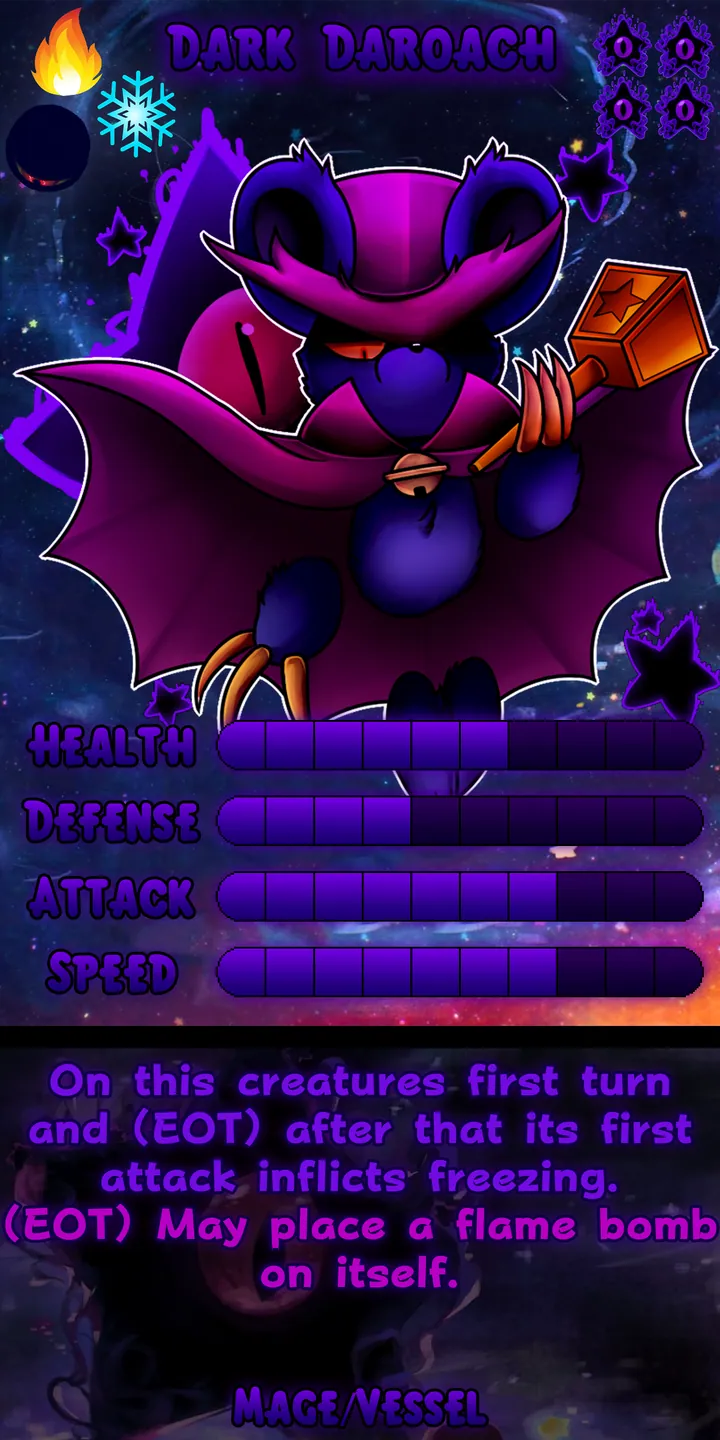 Dark Daroach
Health
Defense
Attack
Speed
On this creatures first turn
and (EOT) after that its first
attack inflicts freezing.
(EOT) May place a flame bomb
on itself.
Mage/Vessel